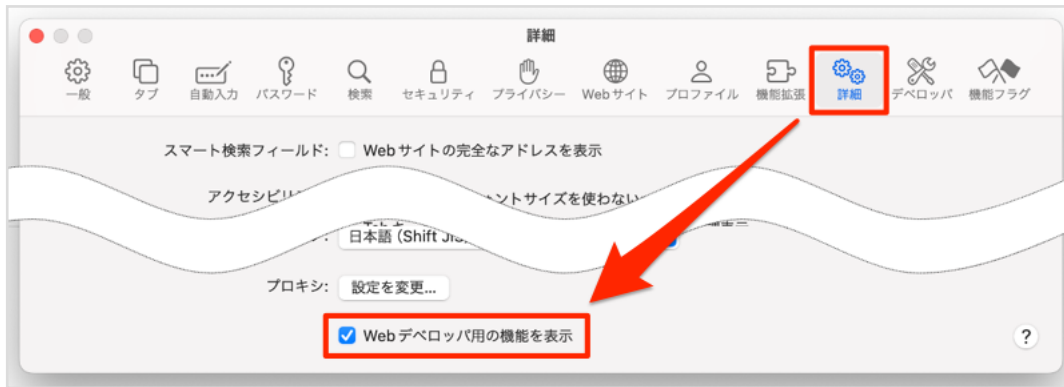 詳細
一般 タブ 自動入力 パスワード 検索 セキュリティ プライバシー Webサイト プロファイル 機能拡張 詳細 デベロッパ 機能フラグ
スマート検索フィールド: Webサイトの完全なアドレスを表示
アクセシビリ ントサイズを使わない
日本語 (Shift JIS)
プロキシ: 設定を変更...
Webデベロッパ用の機能を表示
?